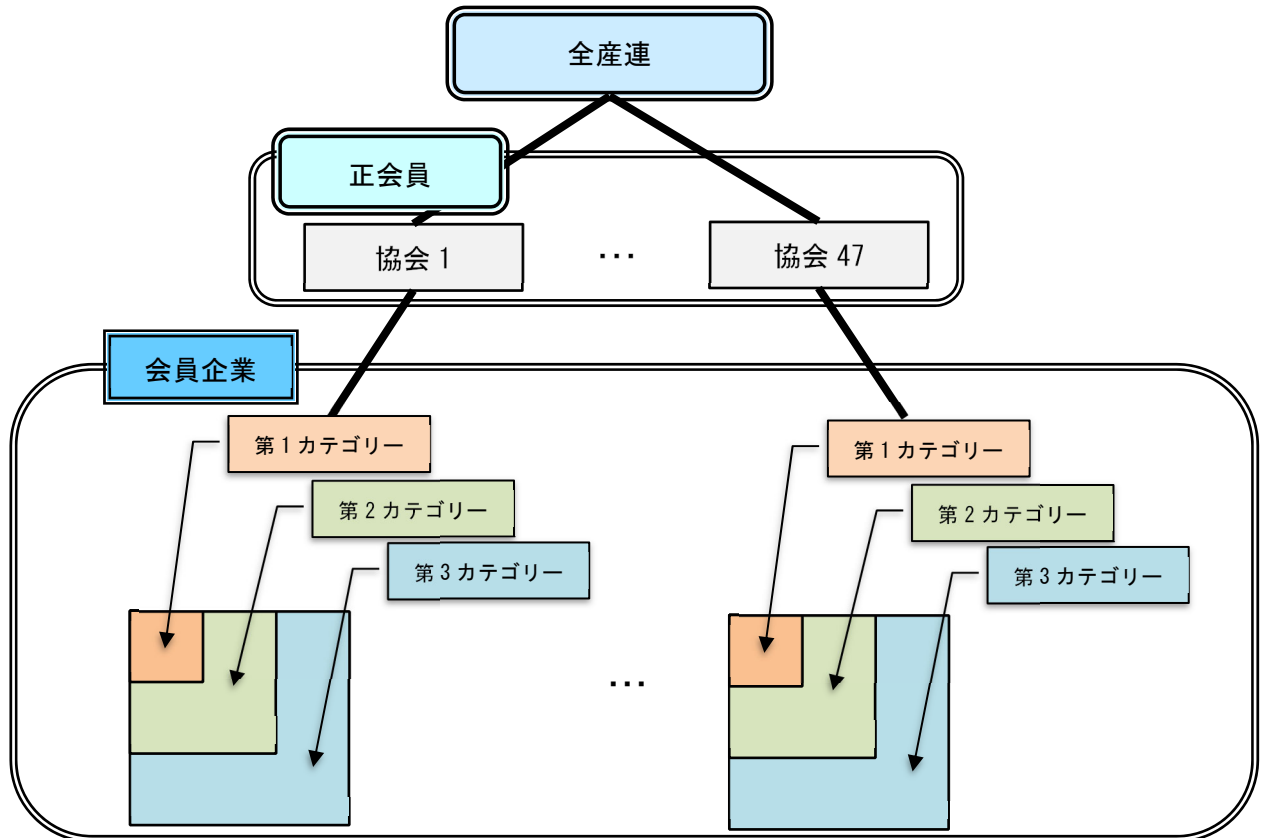 全産連
正会員
協会 1
…
協会 47
会員企業
第 1 カテゴリー
第 2 カテゴリー
第 3 カテゴリー
第 1 カテゴリー
第 2 カテゴリー
第 3 カテゴリー
…